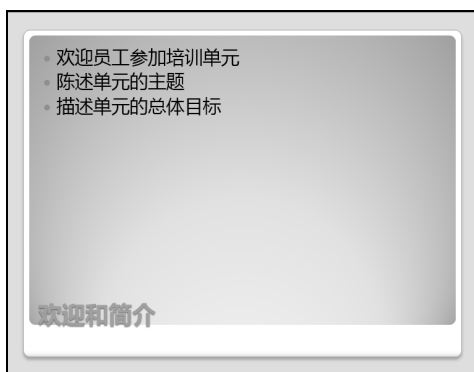 欢迎员工参加培训单元
陈述单元的主题
描述单元的总体目标
欢迎和简介